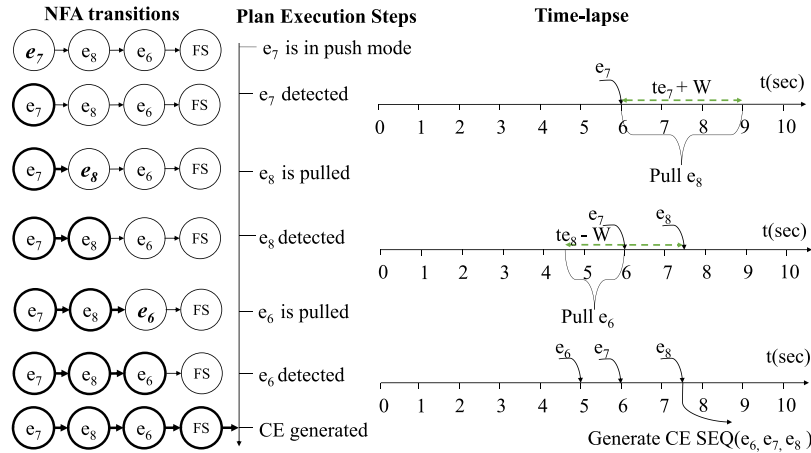 NFA transitions
Plan Execution Steps
Time-lapse
e7 e8 e6 FS
e7 is in push mode
e7 e8 e6 FS
e7 detected
e7
te7 + W
t(sec)
0 1 2 3 4 5 6 7 8 9 10
Pull e8
e7 e8 e6 FS
e8 is pulled
e7 e8 e6 FS
e8 detected
e7
e8
te8 - W
t(sec)
0 1 2 3 4 5 6 7 8 9 10
Pull e6
e7 e8 e6 FS
e6 is pulled
e7 e8 e6 FS
e6 detected
e6
e7
e8
t(sec)
0 1 2 3 4 5 6 7 8 9 10
e7 e8 e6 FS
CE generated
Generate CE SEQ(e6, e7, e8 )